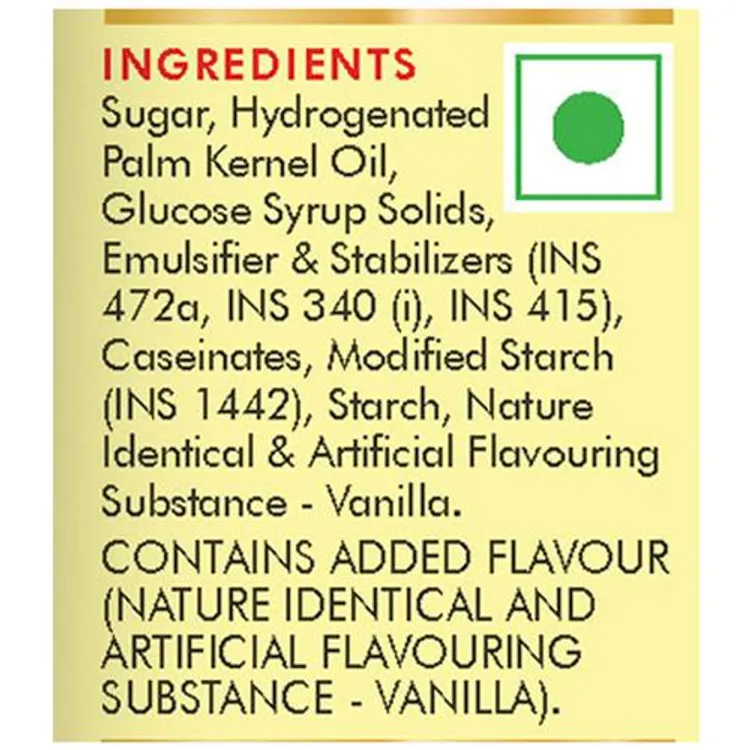 INGREDIENTS
Sugar, Hydrogenated
Palm Kernel Oil,
Glucose Syrup Solids,
Emulsifier & Stabilizers (INS
472a, INS 340 (i), INS 415),
Caseinates, Modified Starch
(INS 1442), Starch, Nature
Identical & Artificial Flavouring
Substance - Vanilla.
CONTAINS ADDED FLAVOUR
(NATURE IDENTICAL AND
ARTIFICIAL FLAVOURING
SUBSTANCE - VANILLA).